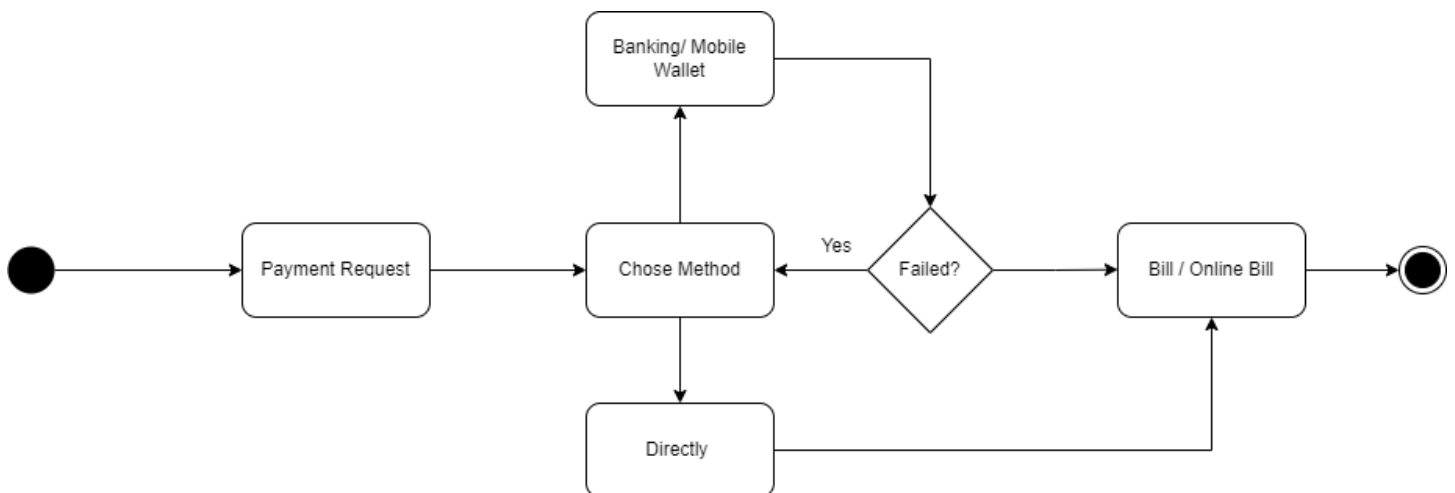 Banking/ Mobile
Wallet
Payment Request
Chose Method
Yes
Failed?
Bill / Online Bill
Directly